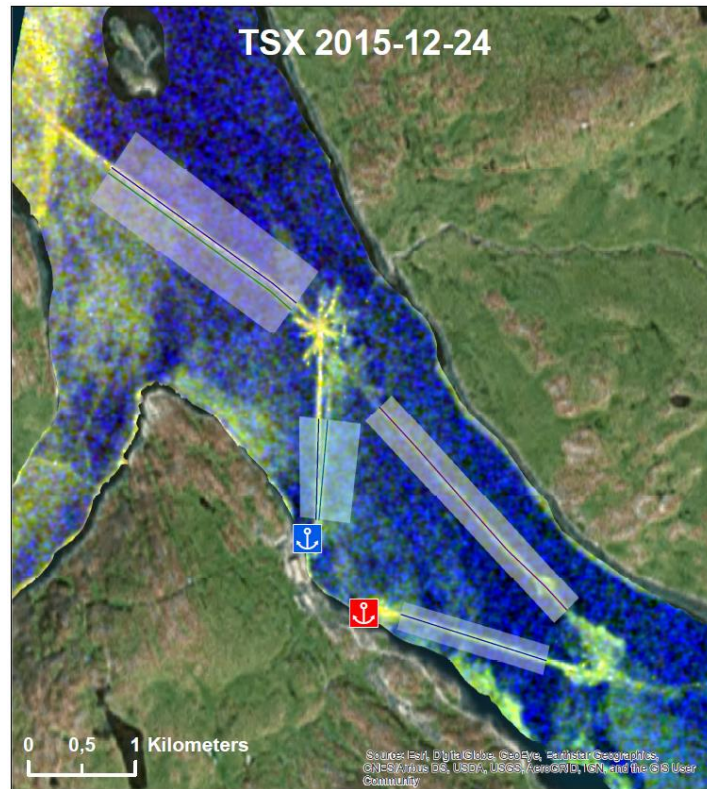 TSX 2015-12-24
0 0,5 1 Kilometers
Source: Esri, DigitalGlobe, GeoEye, Earthstar Geographics,
CNES/Airbus DS, USDA, USGS, AeroGRID, IGN, and the GIS User
Community